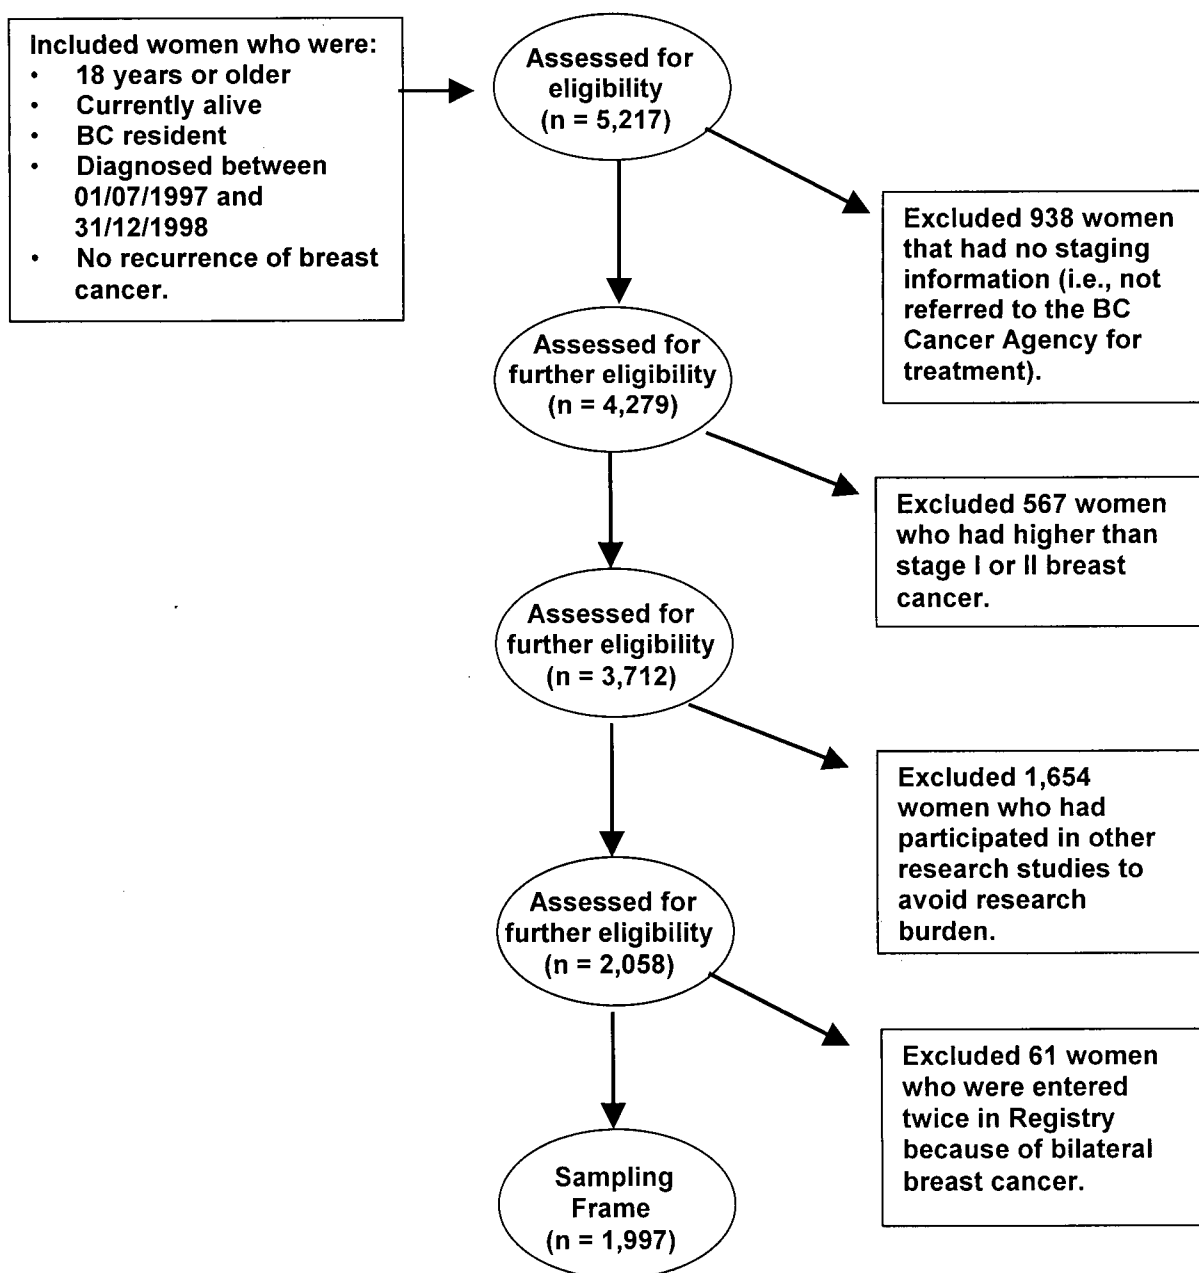 Included women who were:
• 18 years or older
• Currently alive
• BC resident
• Diagnosed between
01/07/1997 and
31/12/1998
• No recurrence of breast
cancer.
Assessed for
eligibility
(n = 5,217)
Excluded 938 women
that had no staging
information (i.e., not
referred to the BC
Cancer Agency for
treatment).
Assessed for
further eligibility
(n = 4,279)
Excluded 567 women
who had higher than
stage I or II breast
cancer.
Assessed for
further eligibility
(n = 3,712)
Excluded 1,654
women who had
participated in other
research studies to
avoid research
burden.
Assessed for
further eligibility
(n = 2,058)
Excluded 61 women
who were entered
twice in Registry
because of bilateral
breast cancer.
Sampling
Frame
(n = 1,997)